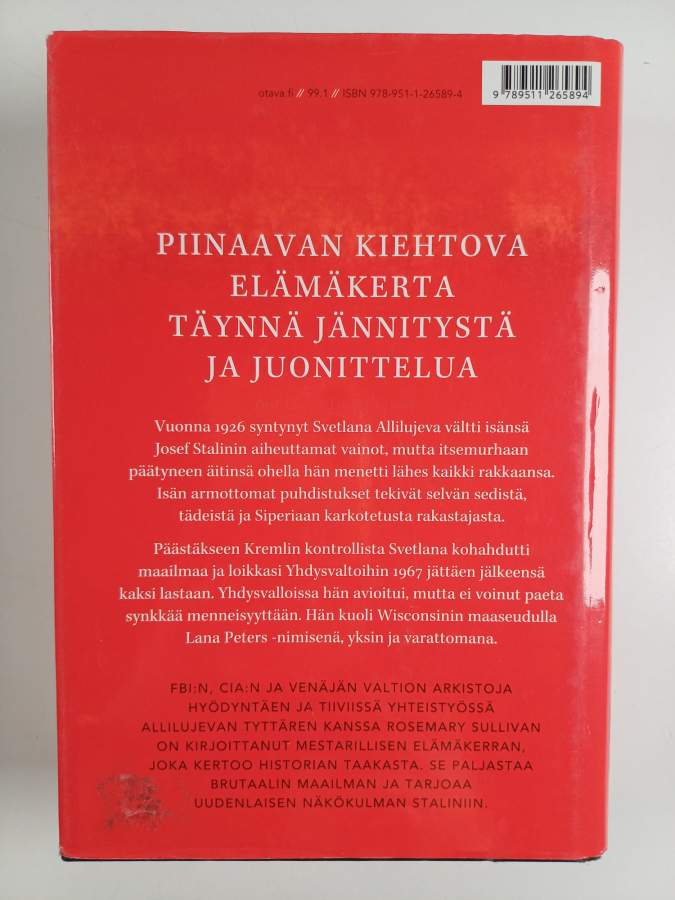 otava.fi // 99.1 // ISBN 978-951-1-26589-4
9 789511 265894
PIINAAVAN KIEHTOVA
ELÄMÄKERTA
TÄYNNÄ JÄNNITYSTÄ
JA JUONITTELUA
Vuonna 1926 syntynyt Svetlana Allilujeva vältti isänsä
Josef Stalinin aiheuttamat vainot, mutta itsemurhaan
päätyneen äitinsä ohella hän menetti lähes kaikki rakkaansa.
Isän armottomat puhdistukset tekivät selvän sedistä,
tädeistä ja Siperiaan karkotetusta rakastajasta.
Päästäkseen Kremlin kontrollista Svetlana kohahdutti
maailmaa ja loikkasi Yhdysvaltoihin 1967 jättäen jälkeensä
kaksi lastaan. Yhdysvalloissa hän avioitui, mutta ei voinut paeta
synkkää menneisyyttään. Hän kuoli Wisconsinin maaseudulla
Lana Peters -nimisenä, yksin ja varattomana.
FBI:N, CIA:N JA VENÄJÄN VALTION ARKISTOJA
HYÖDYNTÄEN JA TIIVIISSÄ YHTEISTYÖSSÄ
ALLILUJEVAN TYTTÄREN KANSSA ROSEMARY SULLIVAN
ON KIRJOITTANUT MESTARILLISEN ELÄMÄKERRAN,
JOKA KERTOO HISTORIAN TAAKASTA. SE PALJASTAA
BRUTAALIN MAAILMAN JA TARJOAA
UUDENLAISEN NÄKÖKULMAN STALINIIN.